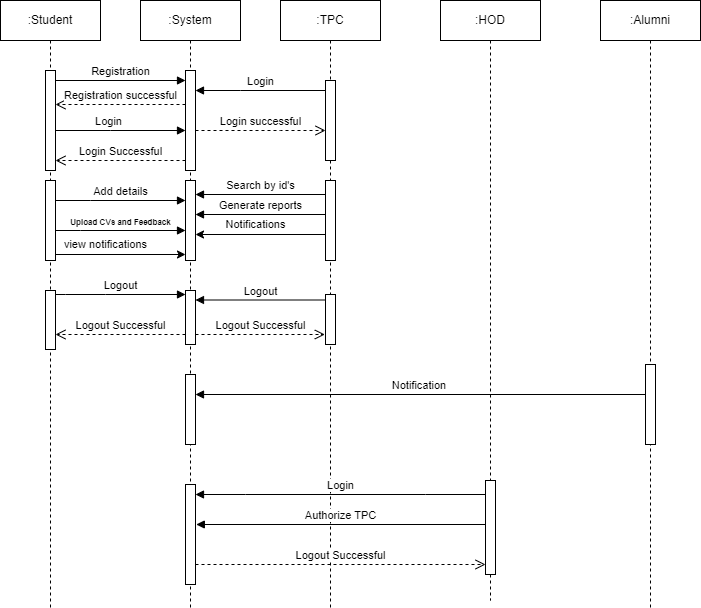 :Student
:System
:TPC
:HOD
:Alumni
Registration
Login
Registration successful
Login
Login successful
Login Successful
Add details
Search by id's
Generate reports
Upload CVs and Feedback
Notifications
view notifications
Logout
Logout
Logout Successful
Logout Successful
Notification
Login
Authorize TPC
Logout Successful